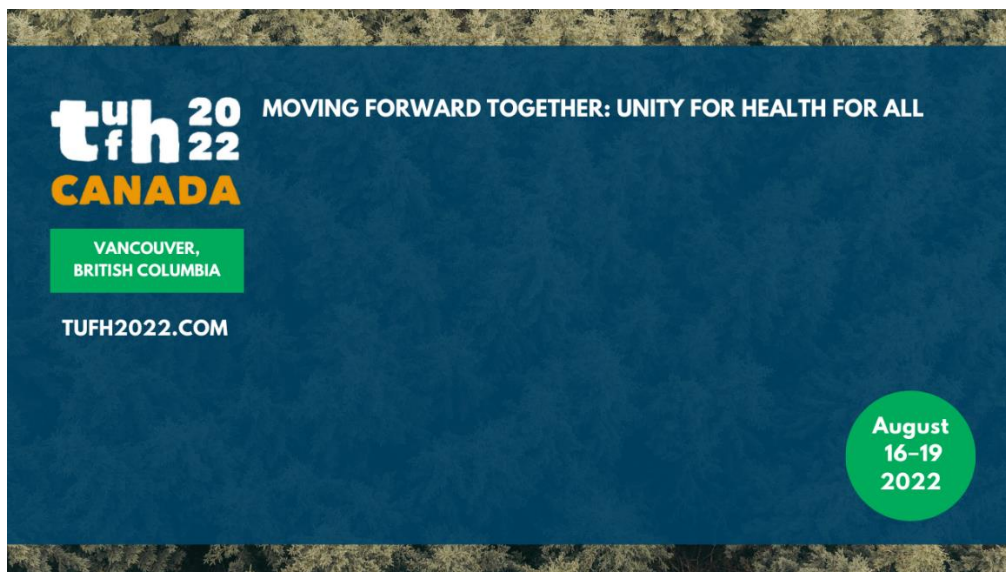 tufh 2022
CANADA
MOVING FORWARD TOGETHER: UNITY FOR HEALTH FOR ALL
VANCOUVER,
BRITISH COLUMBIA
TUFH2022.COM
August
16–19
2022